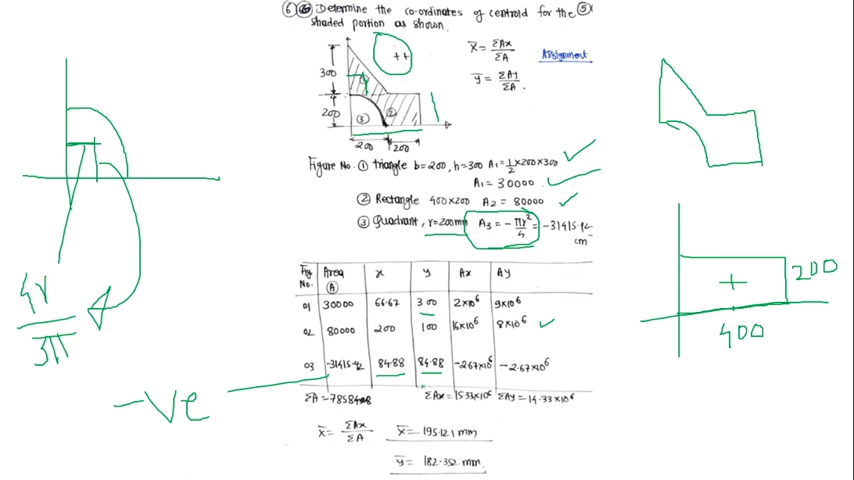 6 Determine the co-ordinates of centroid for the 5
shaded portion as shown.
X̄ = ΣAx / ΣA
Assignment
Ȳ = ΣAy / ΣA.
++
300
200
1
2
3
200
200
Figure No. ① triangle b=200, h=300 A1=½×200×300
A1=30000
② Rectangle 400×200 A2= 80000
③ Quadrant, r=200mm A3 = -πr²/4 = -31415.92
cm
Fig No. Area (A) x y Ax Ay
01 30000 66.67 300 2×10⁶ 9×10⁶
02 80000 200 100 16×10⁶ 8×10⁶
03 -31415.92 84.88 84.88 -2.67×10⁶ -2.67×10⁶
ΣAx=15.33×10⁶ ΣAy=14.33×10⁶
X̄ = ΣAx / ΣA X̄ = 195.121 mm
Ȳ = 182.352 mm.
4r
3π
-ve
200
400